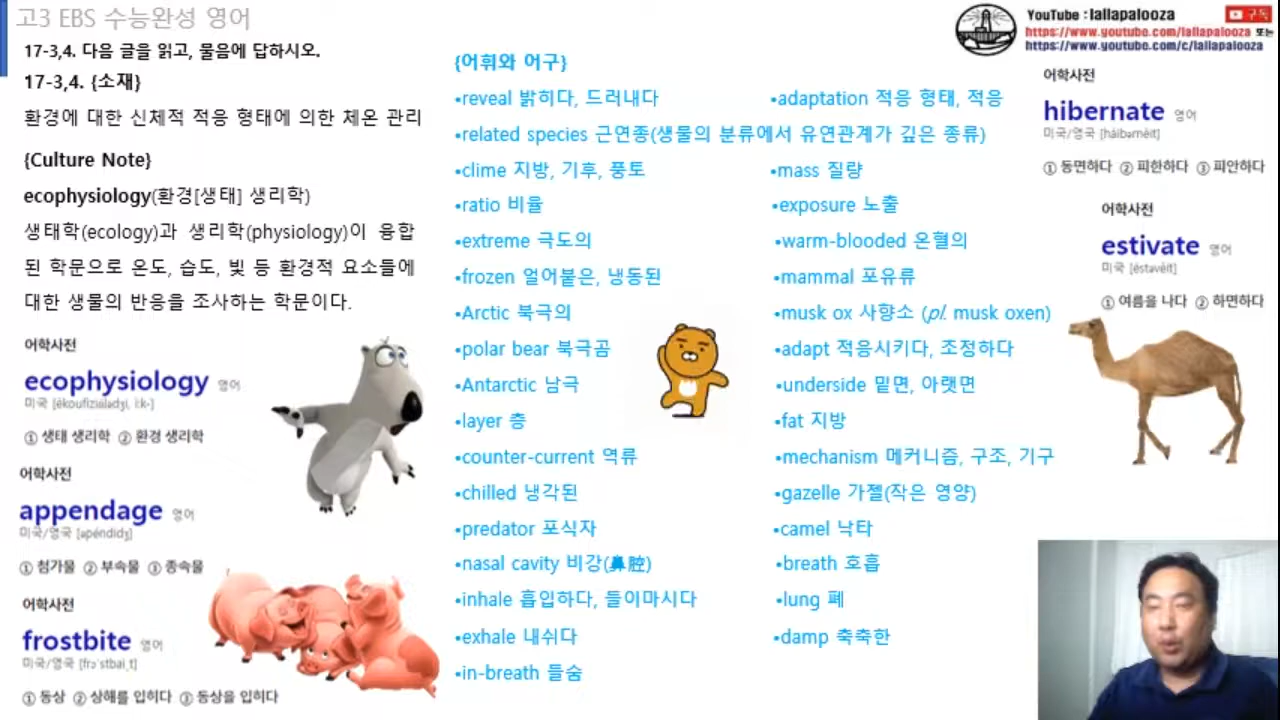 고3 EBS 수능완성 영어
17-3,4. 다음 글을 읽고, 물음에 답하시오.
17-3,4. {소재}
환경에 대한 신체적 적응 형태에 의한 체온 관리
{Culture Note}
ecophysiology(환경[생태] 생리학)
생태학(ecology)과 생리학(physiology)이 융합
된 학문으로 온도, 습도, 빛 등 환경적 요소들에
대한 생물의 반응을 조사하는 학문이다.
어학사전
ecophysiology 영어
미국
① 생태 생리학 ② 환경 생리학
어학사전
appendage 영어
미국/영국 [əpéndidʒ]
① 첨가물 ② 부속물 ③ 종속물
어학사전
frostbite 영어
미국/영국
① 동상 ② 상해를 입히다 ③ 동상을 입히다
{어휘와 어구}
•reveal 밝히다, 드러내다
•adaptation 적응 형태, 적응
•related species 근연종(생물의 분류에서 유연관계가 깊은 종류)
•clime 지방, 기후, 풍토
•mass 질량
•ratio 비율
•exposure 노출
•extreme 극도의
•warm-blooded 온혈의
•frozen 얼어붙은, 냉동된
•mammal 포유류
•Arctic 북극의
•musk ox 사향소 (pl. musk oxen)
•polar bear 북극곰
•adapt 적응시키다, 조정하다
•Antarctic 남극
•underside 밑면, 아랫면
•layer 층
•fat 지방
•counter-current 역류
•mechanism 메커니즘, 구조, 기구
•chilled 냉각된
•gazelle 가젤(작은 영양)
•predator 포식자
•camel 낙타
•nasal cavity 비강(鼻腔)
•breath 호흡
•inhale 흡입하다, 들이마시다
•lung 폐
•exhale 내쉬다
•damp 축축한
•in-breath 들숨
YouTube : lallapalooza
구독
https://www.youtube.com/lallapalooza 또는
https://www.youtube.com/c/lallapalooza
어학사전
hibernate 영어
미국/영국 [háibərnèit]
① 동면하다 ② 피한하다 ③ 피안하다
어학사전
estivate 영어
미국 [éstəvèit]
① 여름을 나다 ② 하면하다